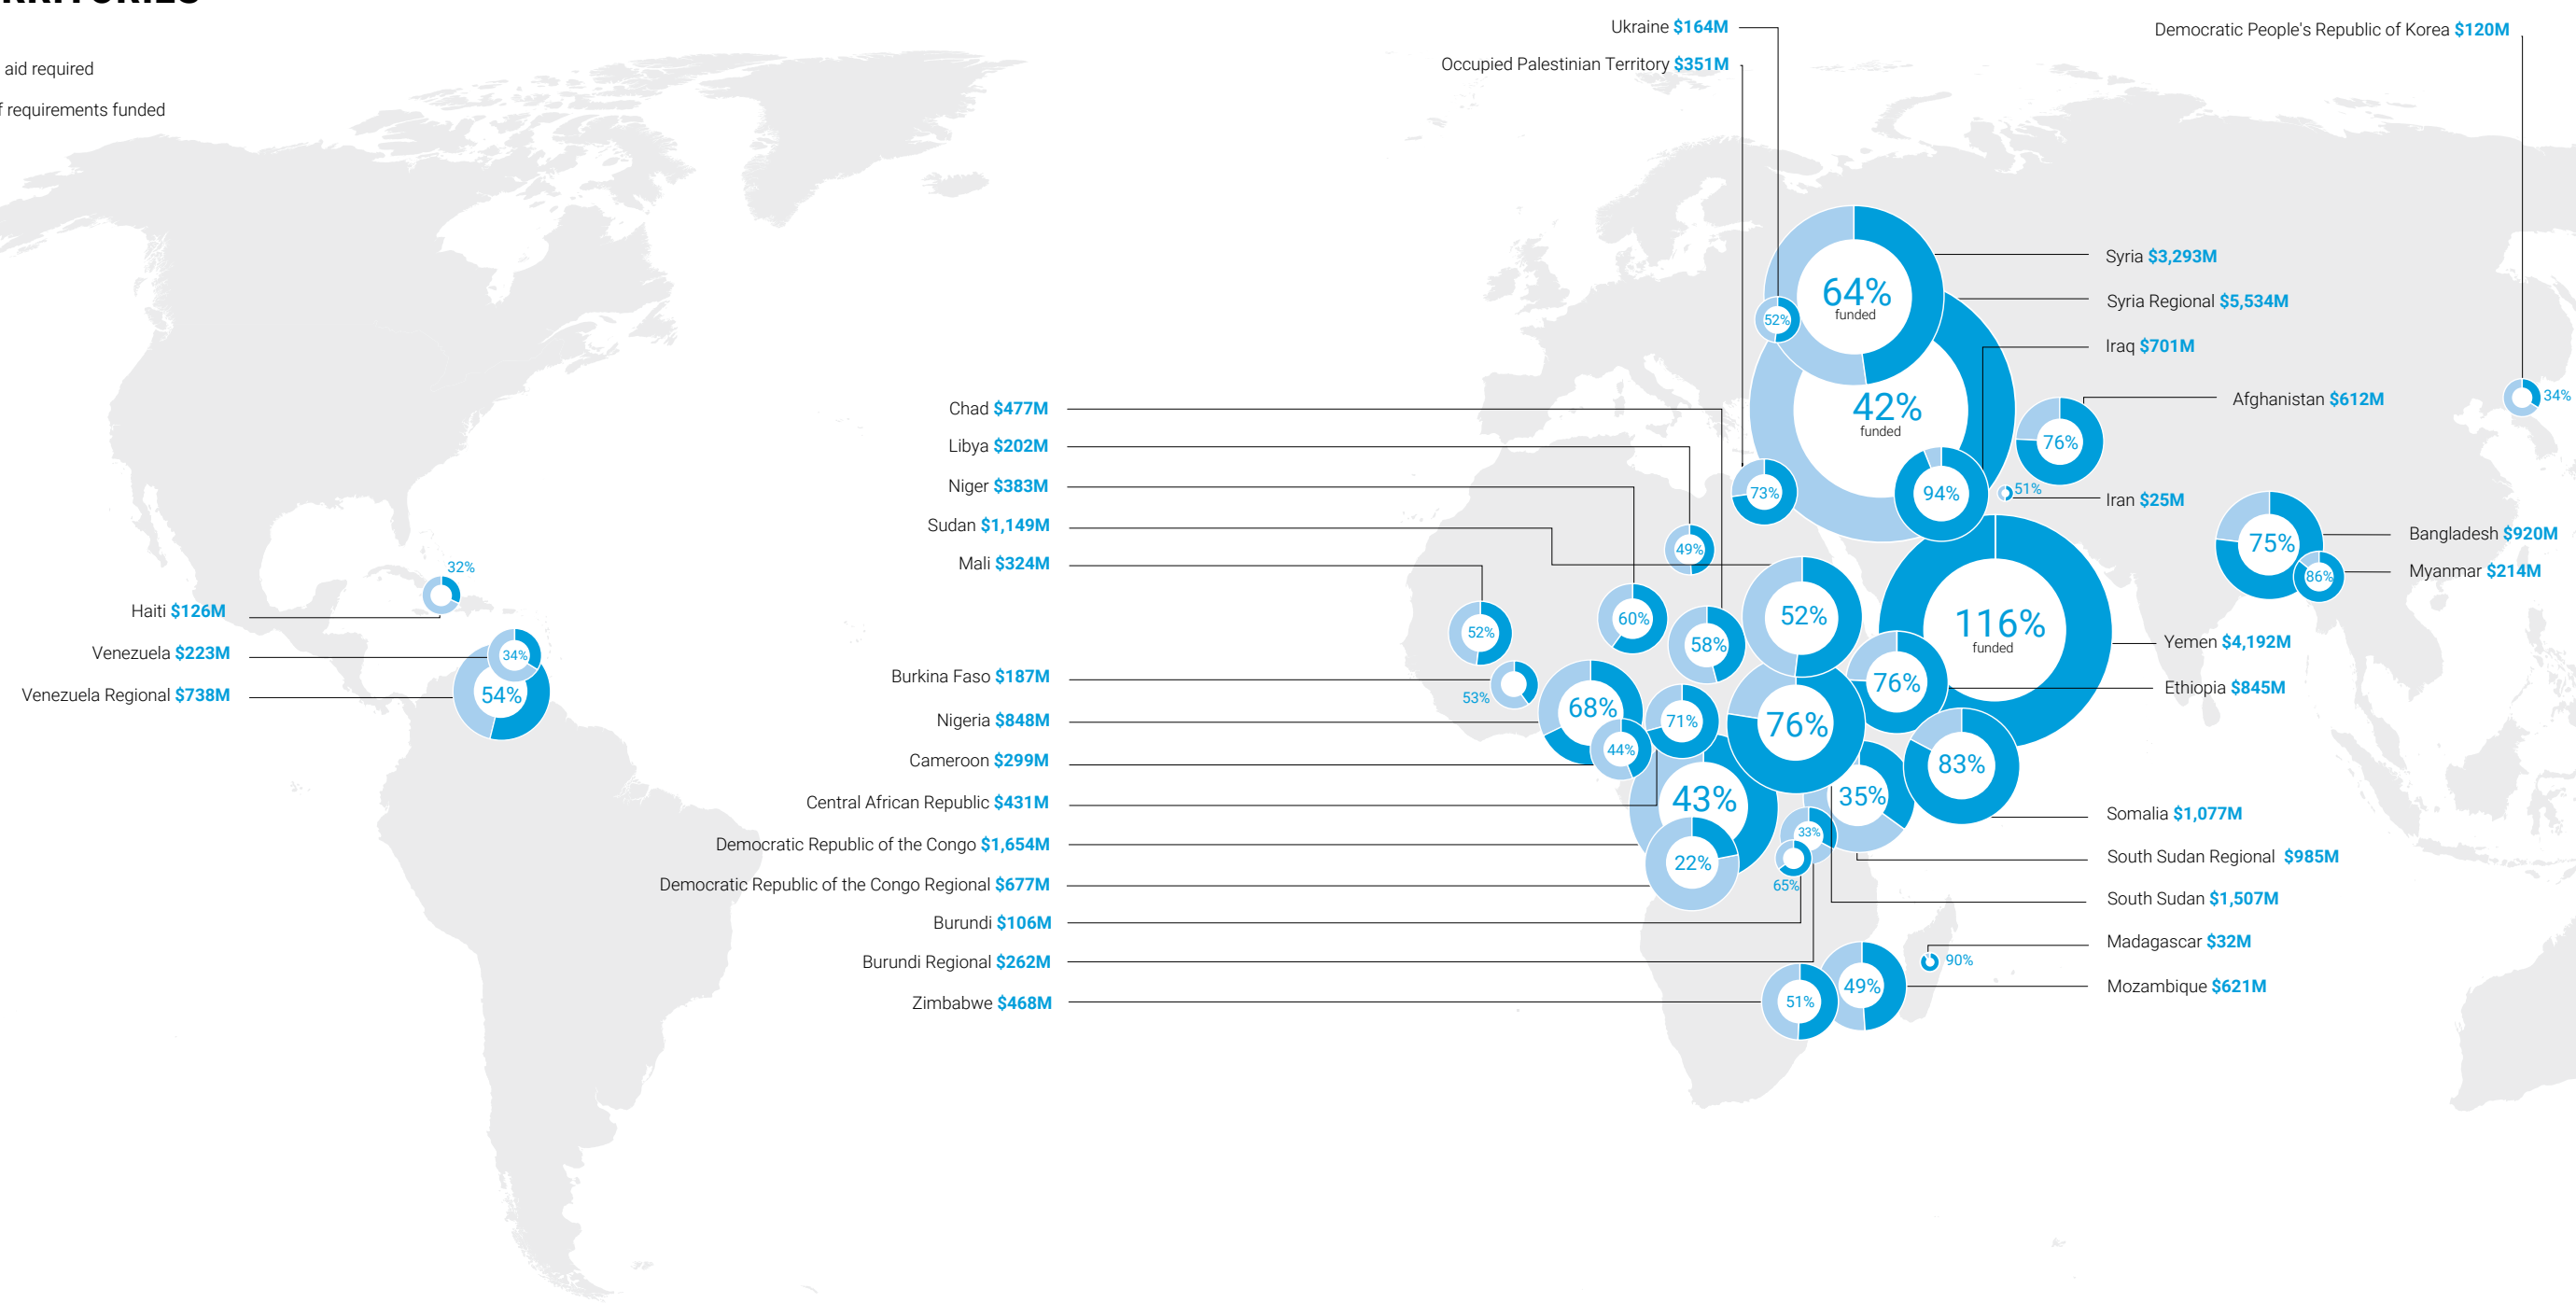 aid required
requirements funded
Ukraine $164M
Occupied Palestinian Territory $351M
Democratic People's Republic of Korea $120M
34%
Syria $3,293M
64%
funded
Syria Regional $5,534M
42%
funded
52%
Iraq $701M
94%
Afghanistan $612M
76%
Iran $25M
51%
73%
Bangladesh $920M
75%
Myanmar $214M
86%
Yemen $4,192M
116%
funded
Ethiopia $845M
76%
Chad $477M
Libya $202M
Niger $383M
Sudan $1,149M
Mali $324M
49%
60%
58%
52%
52%
Haiti $126M
32%
Venezuela $223M
34%
Venezuela Regional $738M
54%
Burkina Faso $187M
53%
Nigeria $848M
68%
Cameroon $299M
44%
Central African Republic $431M
71%
Democratic Republic of the Congo $1,654M
43%
Democratic Republic of the Congo Regional $677M
22%
Burundi $106M
65%
Burundi Regional $262M
33%
Zimbabwe $468M
51%
76%
83%
35%
Somalia $1,077M
South Sudan Regional $985M
South Sudan $1,507M
Madagascar $32M
90%
Mozambique $621M
49%